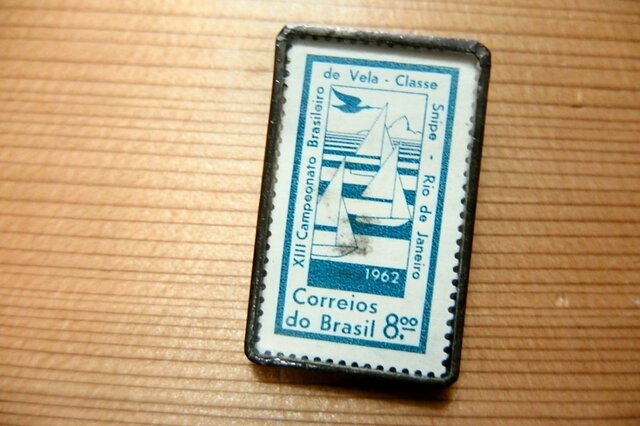 XIII Campeonato Brasileiro
de Vela - Classe
Snipe - Rio de Janeiro
1962
Correios
do Brasil 8.00